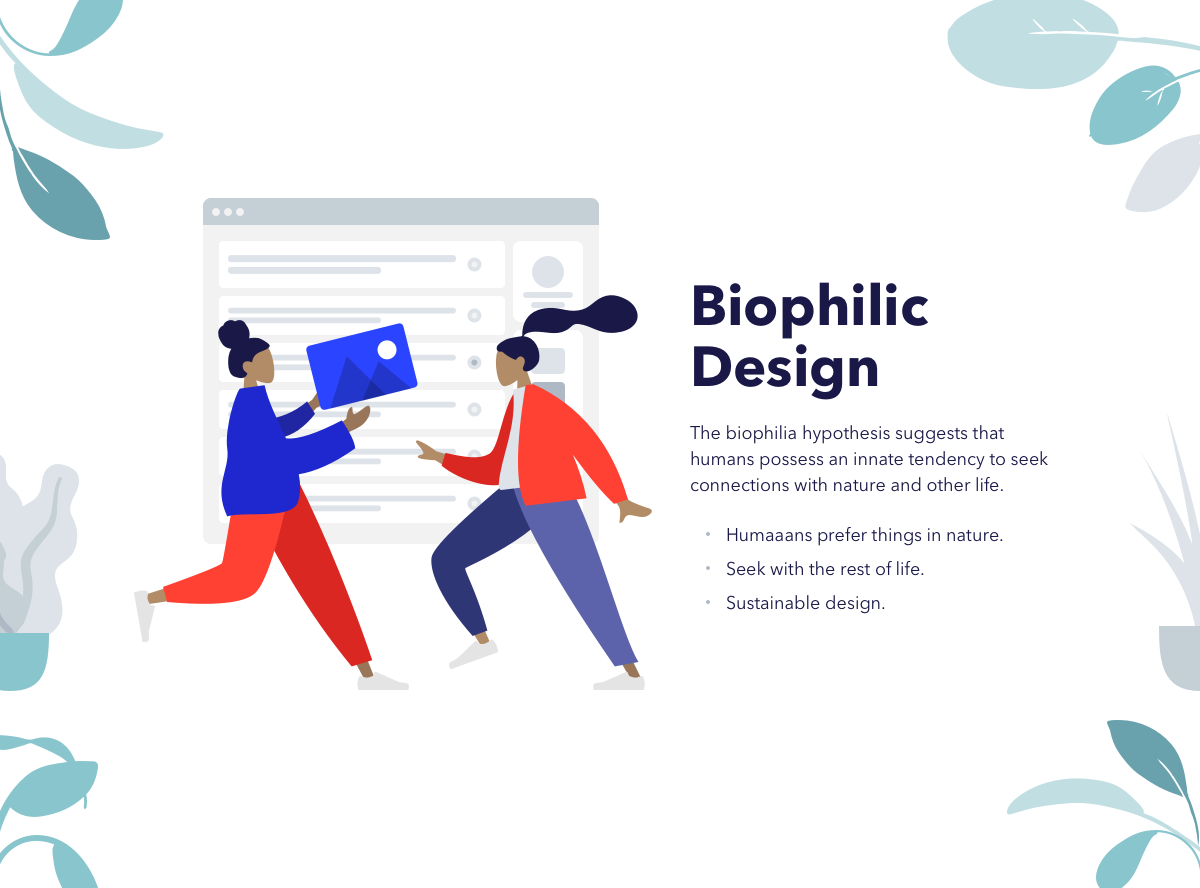 Biophilic
Design
The biophilia hypothesis suggests that
humans possess an innate tendency to seek
connections with nature and other life.
• Humaaans prefer things in nature.
• Seek with the rest of life.
• Sustainable design.